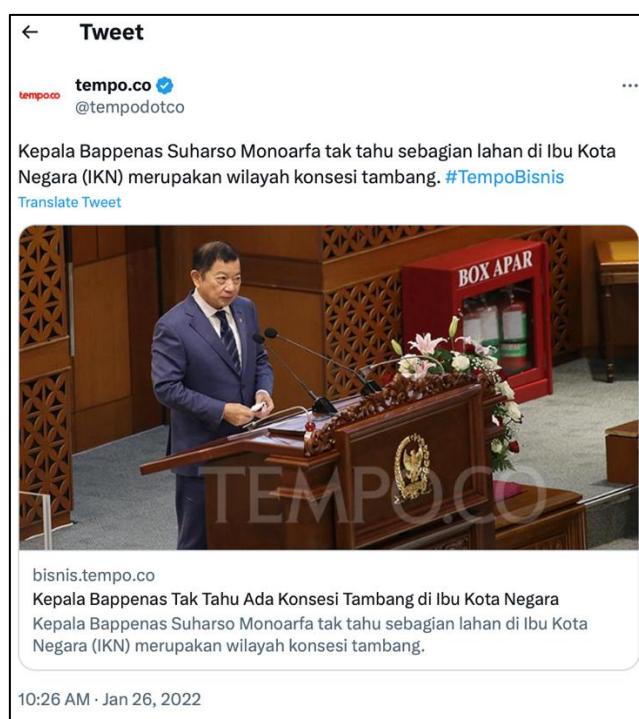 ← Tweet
tempo.co
tempo.co
@tempodotco
Kepala Bappenas Suharso Monoarfa tak tahu sebagian lahan di Ibu Kota
Negara (IKN) merupakan wilayah konsesi tambang. #TempoBisnis
Translate Tweet
BOX APAR
TEMPO.CO
bisnis.tempo.co
Kepala Bappenas Tak Tahu Ada Konsesi Tambang di Ibu Kota Negara
Kepala Bappenas Suharso Monoarfa tak tahu sebagian lahan di Ibu Kota
Negara (IKN) merupakan wilayah konsesi tambang.
10:26 AM · Jan 26, 2022